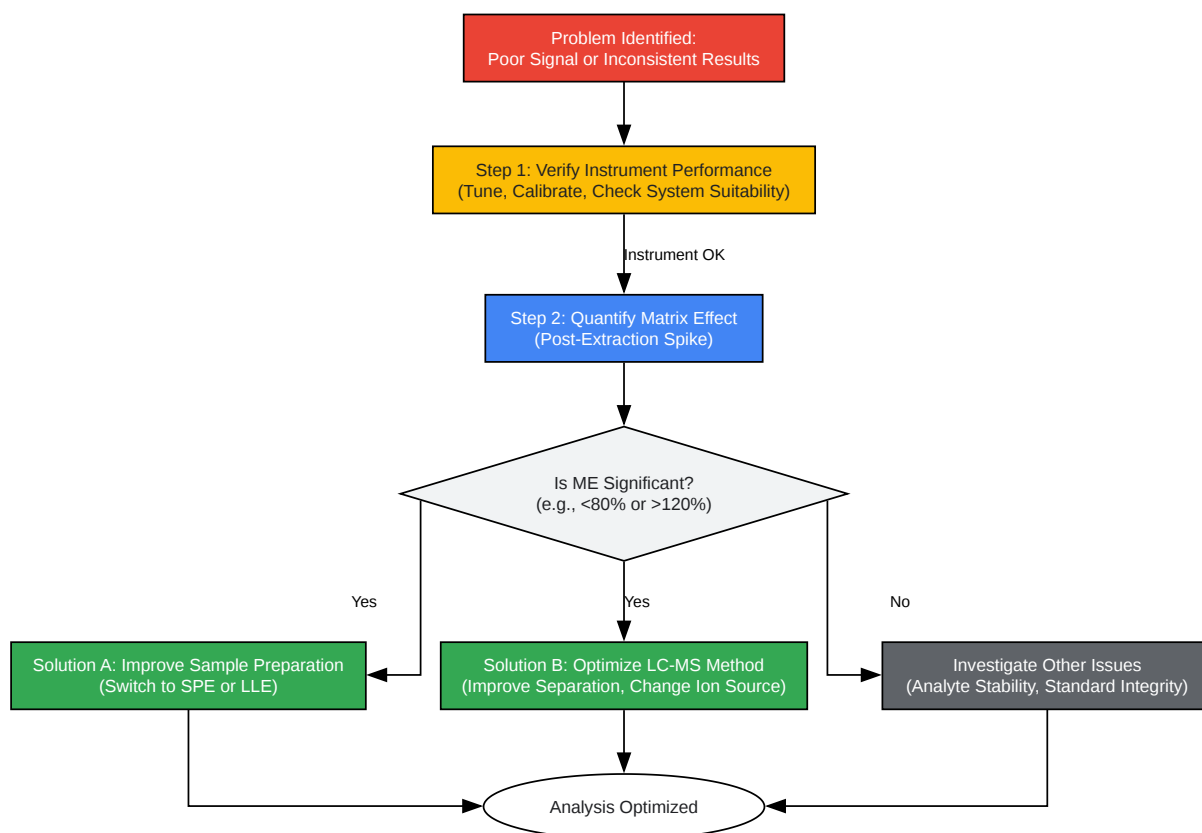 Problem Identified:
Poor Signal or Inconsistent Results
Step 1: Verify Instrument Performance
(Tune, Calibrate, Check System Suitability)
Instrument OK
Step 2: Quantify Matrix Effect
(Post-Extraction Spike)
Is ME Significant?
(e.g., <80% or >120%)
Yes
Yes
No
Solution A: Improve Sample Preparation
(Switch to SPE or LLE)
Solution B: Optimize LC-MS Method
(Improve Separation, Change Ion Source)
Investigate Other Issues
(Analyte Stability, Standard Integrity)
Analysis Optimized